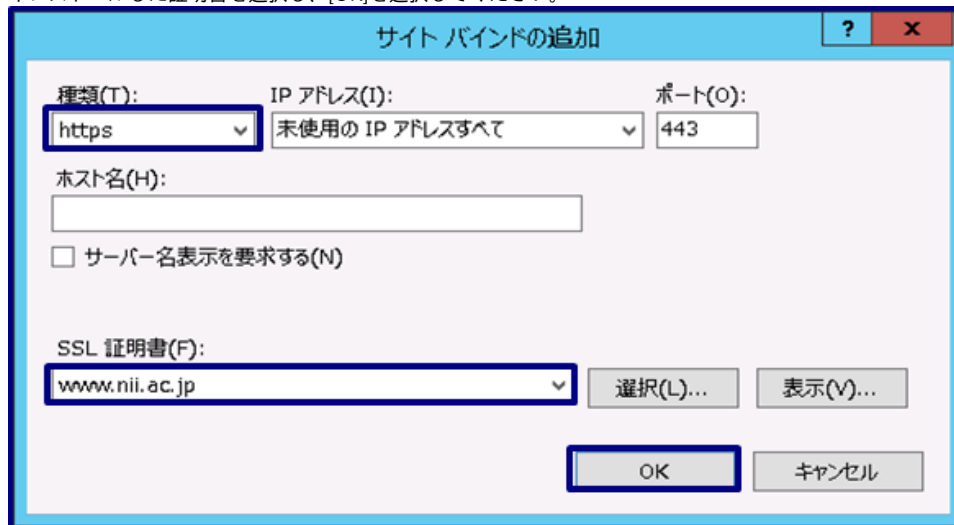 サイト バインドの追加
? x
種類(T):
IP アドレス(I):
ポート(O):
https
未使用の IP アドレスすべて
443
ホスト名(H):
サーバー名表示を要求する(N)
SSL 証明書(F):
www.nii.ac.jp
選択(L)...
表示(V)...
OK
キャンセル